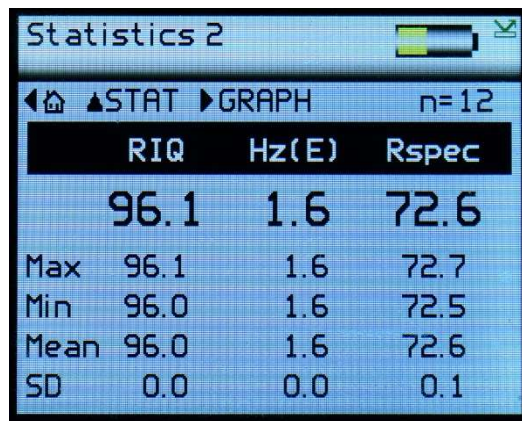 Statistics 2
STAT GRAPH n=12
RIQ Hz(E) Rspec
96.1 1.6 72.6
Max 96.1 1.6 72.7
Min 96.0 1.6 72.5
Mean 96.0 1.6 72.6
SD 0.0 0.0 0.1